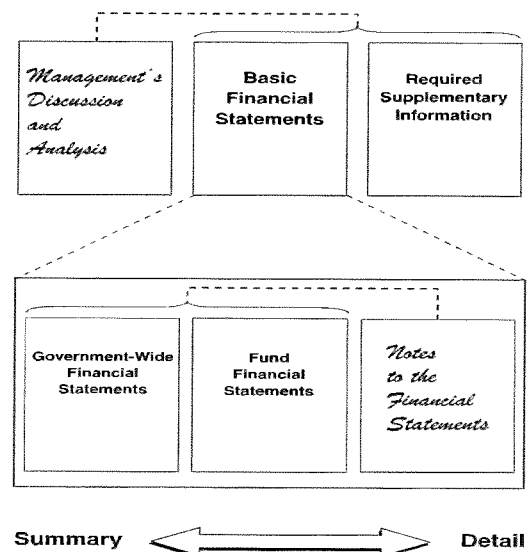 Management's
Discussion
and
Analysis
Basic
Financial
Statements
Required
Supplementary
Information
Government-Wide
Financial
Statements
Fund
Financial
Statements
Notes
to the
Financial
Statements
Summary
Detail